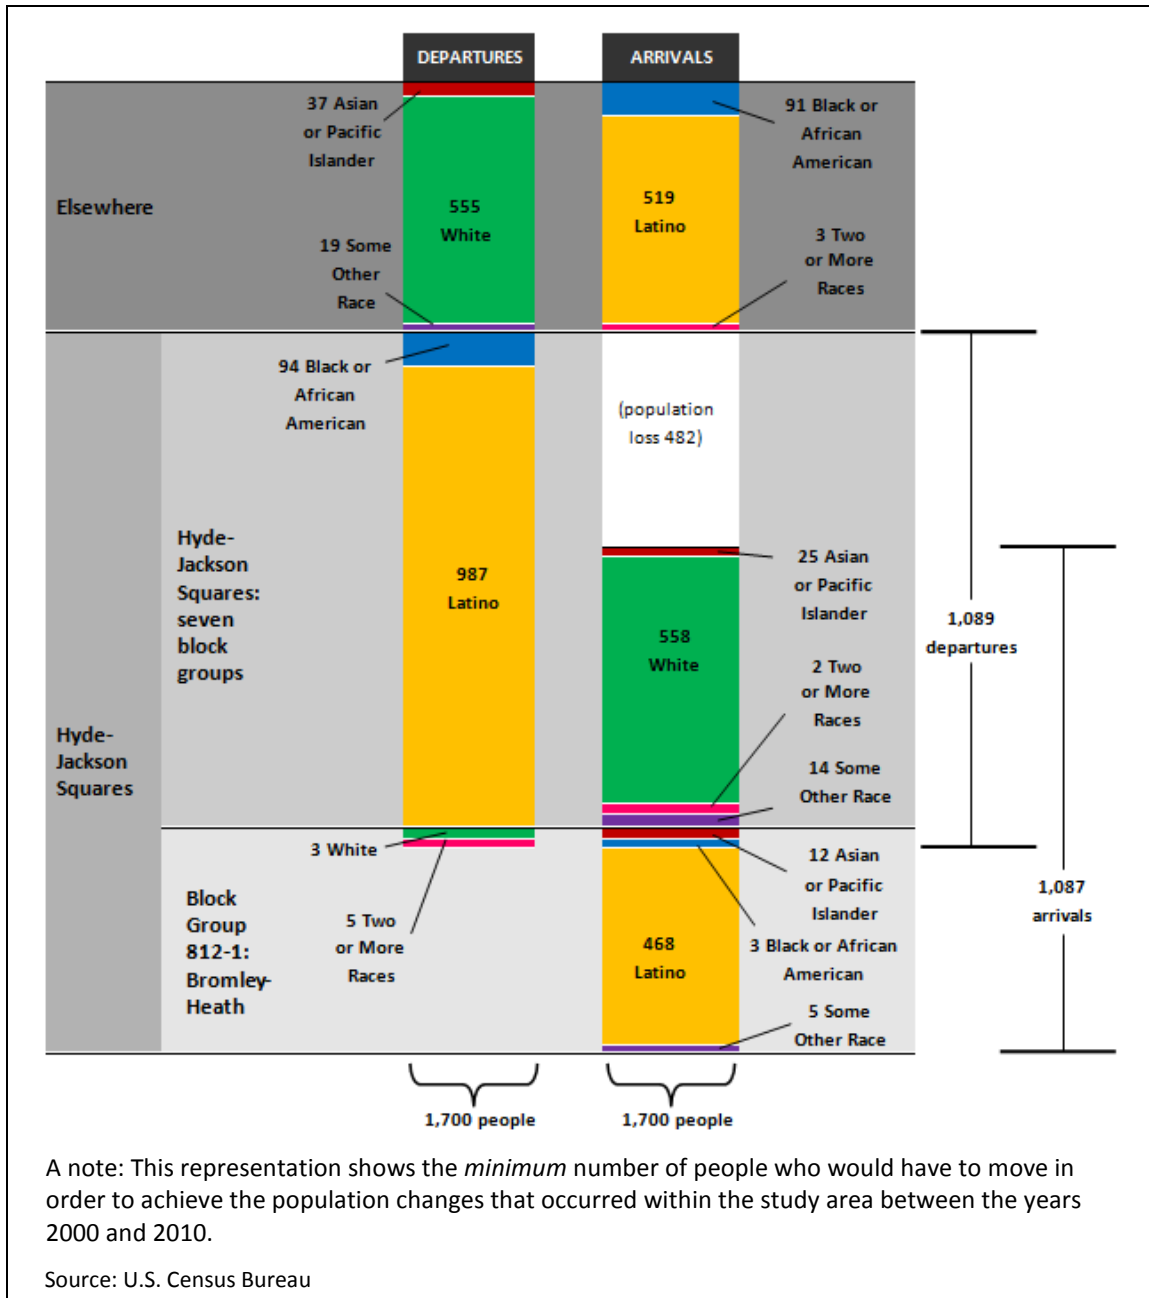 DEPARTURES
ARRIVALS
37 Asian
or Pacific
Islander
91 Black or
African
American
Elsewhere
555
White
519
Latino
19 Some
Other
Race
3 Two
or More
Races
94 Black or
African
American
(population
loss 482)
Hyde-
Jackson
Squares:
seven
block
groups
987
Latino
25 Asian
or Pacific
Islander
558
White
2 Two
or More
Races
14 Some
Other Race
1,089
departures
Hyde-
Jackson
Squares
3 White
5 Two
or More
Races
Block
Group
812-1:
Bromley-
Heath
12 Asian
or Pacific
Islander
468
Latino
3 Black or African
American
5 Some
Other Race
1,087
arrivals
1,700 people
1,700 people
A note: This representation shows the minimum number of people who would have to move in
order to achieve the population changes that occurred within the study area between the years
2000 and 2010.
Source: U.S. Census Bureau